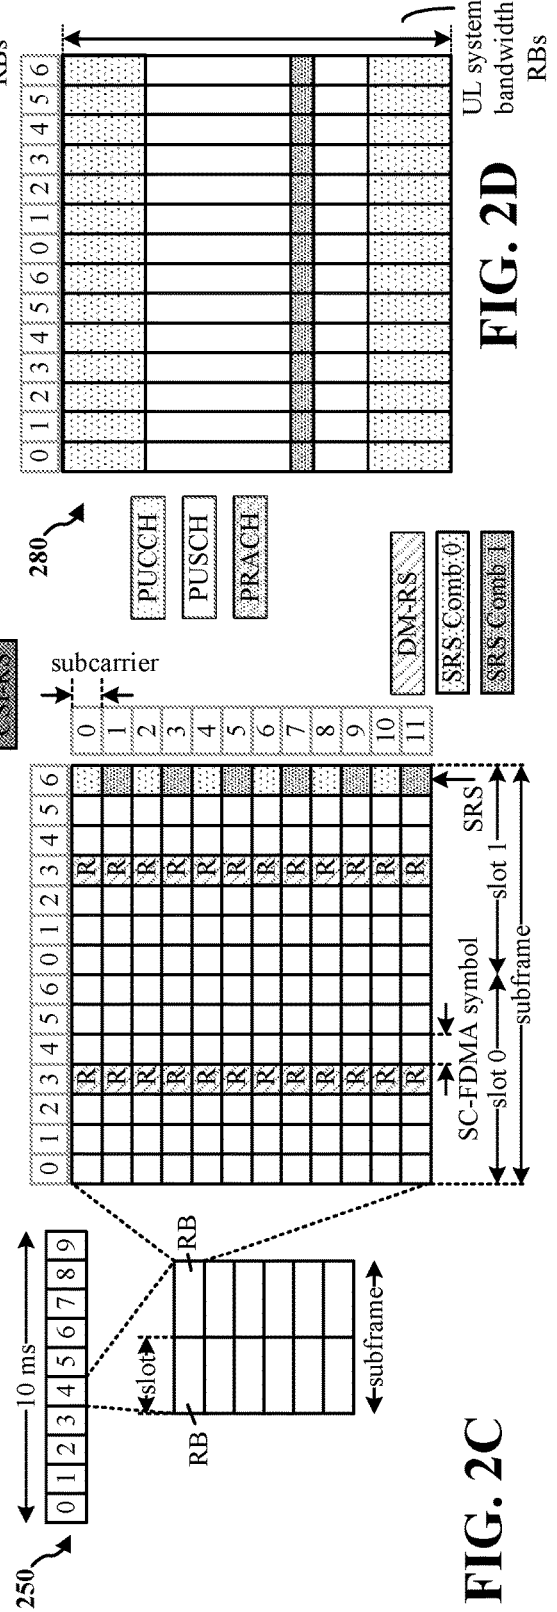 250
10 ms
0 1 2 3 4 5 6 7 8 9
slot
RB
RB
subframe
FIG. 2C
0 1 2 3 4 5 6 0 1 2 3 4 5 6
R R
R R
R R
R R
R R
R R
R R
R R
R R
R R
R R
R R
0
1
2
3
4
5
6
7
8
9
10
11
subcarrier
SC-FDMA symbol
SRS
slot 0
slot 1
subframe
DM-RS
SRS Comb 0
SRS Comb 1
280
PUCCH
PUSCH
PRACH
0 1 2 3 4 5 6 0 1 2 3 4 5 6
UL system
bandwidth
RBs
RBs
FIG. 2D